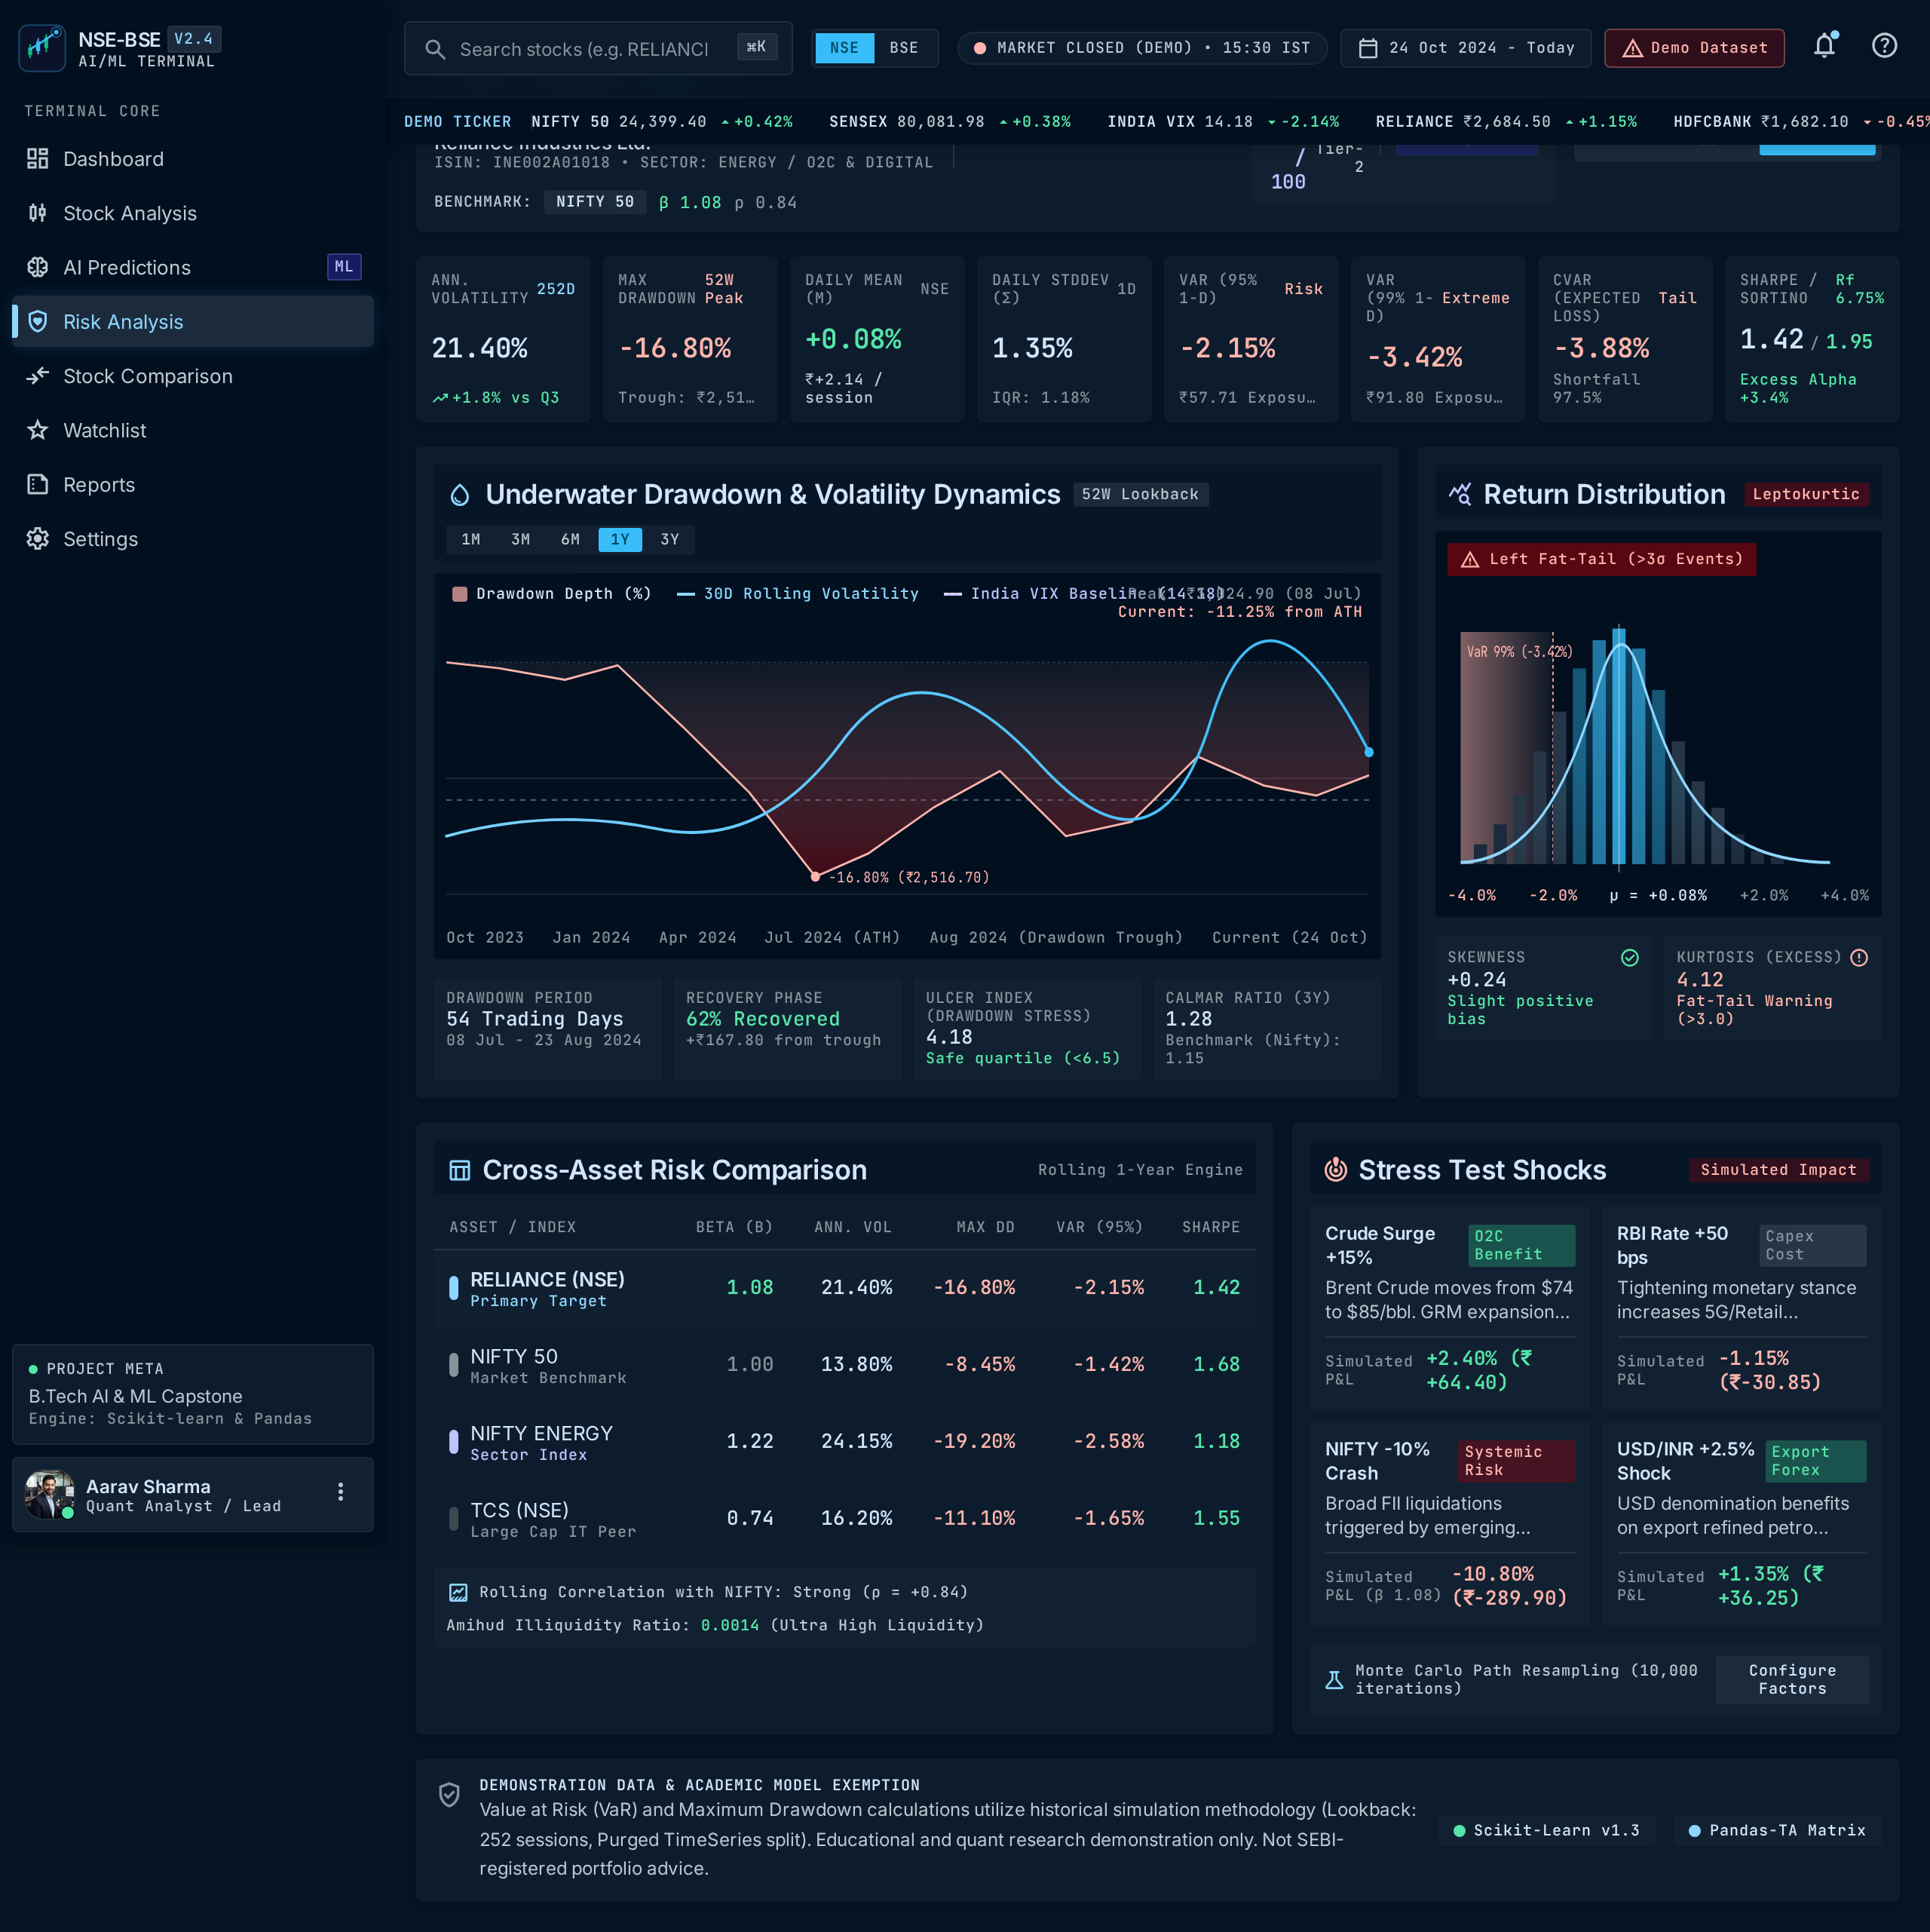 NSE-BSE V2.4
AI/ML TERMINAL
TERMINAL CORE
Dashboard
Stock Analysis
AI Predictions ML
Risk Analysis
Stock Comparison
Watchlist
Reports
Settings
PROJECT META
B.Tech AI & ML Capstone
Engine: Scikit-learn & Pandas
Aarav Sharma
Quant Analyst / Lead
Search stocks (e.g. RELIANCI ⌘K
NSE BSE
MARKET CLOSED (DEMO) • 15:30 IST
24 Oct 2024 - Today
Demo Dataset
DEMO TICKER NIFTY 50 24,399.40 +0.42% SENSEX 80,081.98 +0.38% INDIA VIX 14.18 -2.14% RELIANCE ₹2,684.50 +1.15% HDFCBANK ₹1,682.10 -0.45%
Reliance Industries Ltd.
ISIN: INE002A01018 • SECTOR: ENERGY / O2C & DIGITAL
BENCHMARK: NIFTY 50 β 1.08 ρ 0.84
/
100
Tier-
2
ANN.
VOLATILITY 252D
21.40%
+1.8% vs Q3
MAX
DRAWDOWN
52W
Peak
-16.80%
Trough: ₹2,51…
DAILY MEAN
(M) NSE
+0.08%
₹+2.14 /
session
DAILY STDDEV
(Σ) 1D
1.35%
IQR: 1.18%
VAR (95%
1-D) Risk
-2.15%
₹57.71 Exposu…
VAR
(99% 1-
D) Extreme
-3.42%
₹91.80 Exposu…
CVAR
(EXPECTED
LOSS) Tail
-3.88%
Shortfall
97.5%
SHARPE /
SORTINO
Rf
6.75%
1.42 / 1.95
Excess Alpha
+3.4%
Underwater Drawdown & Volatility Dynamics 52W Lookback
1M 3M 6M 1Y 3Y
Drawdown Depth (%) 30D Rolling Volatility India VIX Baseline (14.18)
24.90 (08 Jul)
Current: -11.25% from ATH
-16.80% (₹2,516.70)
Oct 2023 Jan 2024 Apr 2024 Jul 2024 (ATH) Aug 2024 (Drawdown Trough) Current (24 Oct)
DRAWDOWN PERIOD
54 Trading Days
08 Jul - 23 Aug 2024
RECOVERY PHASE
62% Recovered
+₹167.80 from trough
ULCER INDEX
(DRAWDOWN STRESS)
4.18
Safe quartile (<6.5)
CALMAR RATIO (3Y)
1.28
Benchmark (Nifty):
1.15
Return Distribution Leptokurtic
Left Fat-Tail (>3σ Events)
VaR 99% (-3.42%)
-4.0% -2.0% μ = +0.08% +2.0% +4.0%
SKEWNESS
+0.24
Slight positive
bias
KURTOSIS (EXCESS)
4.12
Fat-Tail Warning
(>3.0)
Cross-Asset Risk Comparison Rolling 1-Year Engine
ASSET / INDEX BETA (B) ANN. VOL MAX DD VAR (95%) SHARPE
RELIANCE (NSE) 1.08 21.40% -16.80% -2.15% 1.42
Primary Target
NIFTY 50 1.00 13.80% -8.45% -1.42% 1.68
Market Benchmark
NIFTY ENERGY 1.22 24.15% -19.20% -2.58% 1.18
Sector Index
TCS (NSE) 0.74 16.20% -11.10% -1.65% 1.55
Large Cap IT Peer
Rolling Correlation with NIFTY: Strong (ρ = +0.84)
Amihud Illiquidity Ratio: 0.0014 (Ultra High Liquidity)
Stress Test Shocks Simulated Impact
Crude Surge
+15%
O2C
Benefit
Brent Crude moves from $74
to $85/bbl. GRM expansion…
Simulated
P&L
+2.40% (₹
+64.40)
RBI Rate +50
bps
Capex
Cost
Tightening monetary stance
increases 5G/Retail…
Simulated
P&L
-1.15%
(₹-30.85)
NIFTY -10%
Crash
Systemic
Risk
Broad FII liquidations
triggered by emerging…
Simulated
P&L (β 1.08)
-10.80%
(₹-289.90)
USD/INR +2.5%
Shock
Export
Forex
USD denomination benefits
on export refined petro…
Simulated
P&L
+1.35% (₹
+36.25)
Monte Carlo Path Resampling (10,000
iterations)
Configure
Factors
DEMONSTRATION DATA & ACADEMIC MODEL EXEMPTION
Value at Risk (VaR) and Maximum Drawdown calculations utilize historical simulation methodology (Lookback:
252 sessions, Purged TimeSeries split). Educational and quant research demonstration only. Not SEBI-
registered portfolio advice.
Scikit-Learn v1.3
Pandas-TA Matrix